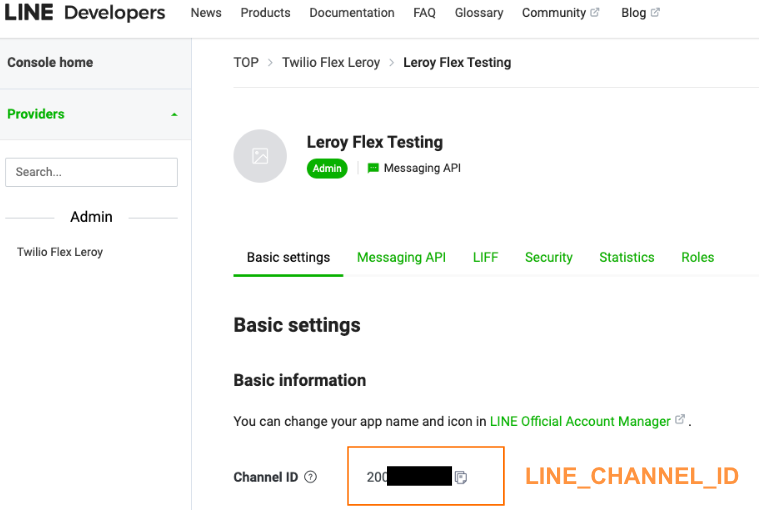 LINE Developers News Products Documentation FAQ Glossary Community Blog
Console home
TOP > Twilio Flex Leroy > Leroy Flex Testing
Providers
Leroy Flex Testing
Admin Messaging API
Search...
Admin
Twilio Flex Leroy
Basic settings Messaging API LIFF Security Statistics Roles
Basic settings
Basic information
You can change your app name and icon in LINE Official Account Manager .
Channel ID ? 200 LINE_CHANNEL_ID